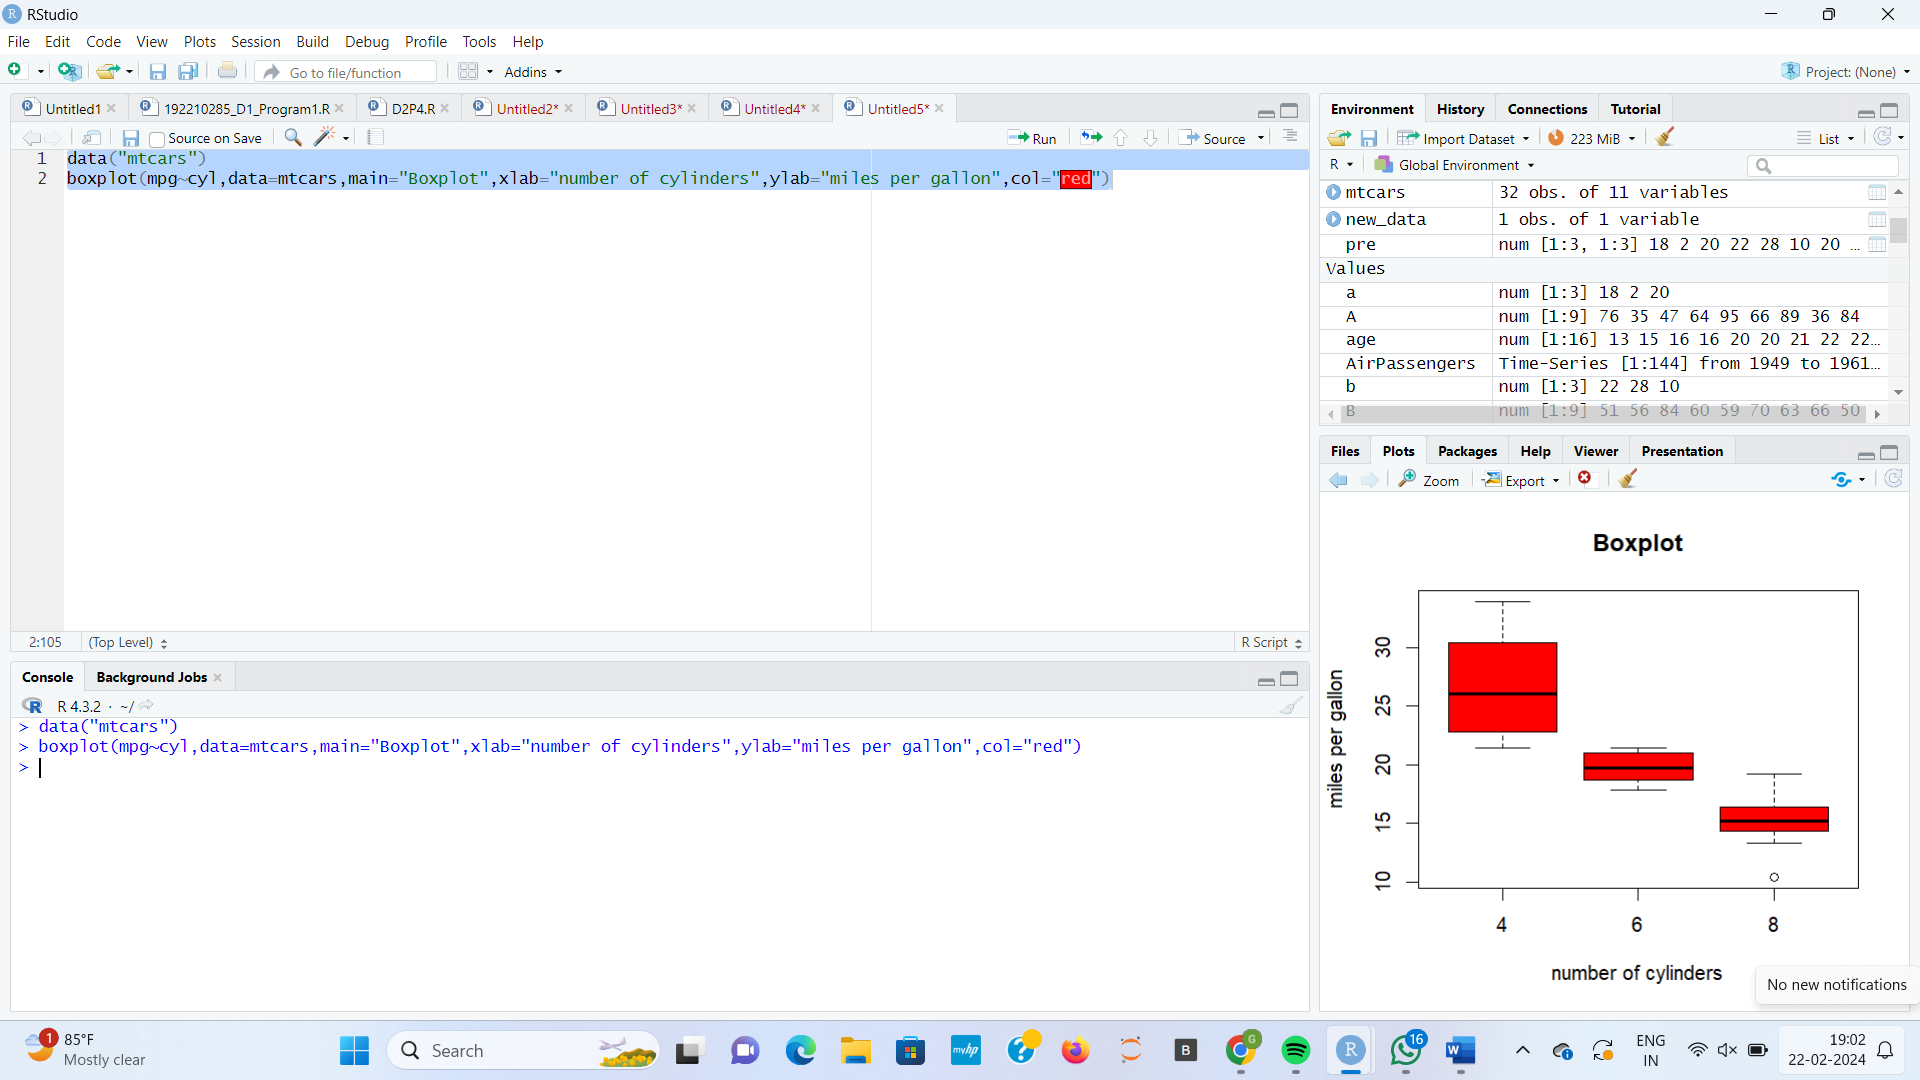 RStudio
File Edit Code View Plots Session Build Debug Profile Tools Help
Go to file/function Addins Project: (None)
Untitled1 192210285_D1_Program1.R D2P4.R Untitled2* Untitled3* Untitled4* Untitled5*
Source on Save Run Source
1 data("mtcars")
2 boxplot(mpg~cyl,data=mtcars,main="Boxplot",xlab="number of cylinders",ylab="miles per gallon",col="red")
2:105 (Top Level) R Script
Console Background Jobs
R 4.3.2 · ~/
> data("mtcars")
> boxplot(mpg~cyl,data=mtcars,main="Boxplot",xlab="number of cylinders",ylab="miles per gallon",col="red")
>
Environment History Connections Tutorial
Import Dataset 223 MiB List
R Global Environment
mtcars 32 obs. of 11 variables
new_data 1 obs. of 1 variable
pre num [1:3, 1:3] 18 2 20 22 28 10 20 ...
Values
a num [1:3] 18 2 20
A num [1:9] 76 35 47 64 95 66 89 36 84
age num [1:16] 13 15 16 16 20 20 21 22 22...
AirPassengers Time-Series [1:144] from 1949 to 1961...
b num [1:3] 22 28 10
B num [1:9] 51 56 84 60 59 70 63 66 50
Files Plots Packages Help Viewer Presentation
Zoom Export
Boxplot
miles per gallon
30
25
20
15
10
4 6 8
number of cylinders
No new notifications
1 85°F
Mostly clear
Search
myhp
B
G
16
W
ENG
IN
19:02
22-02-2024